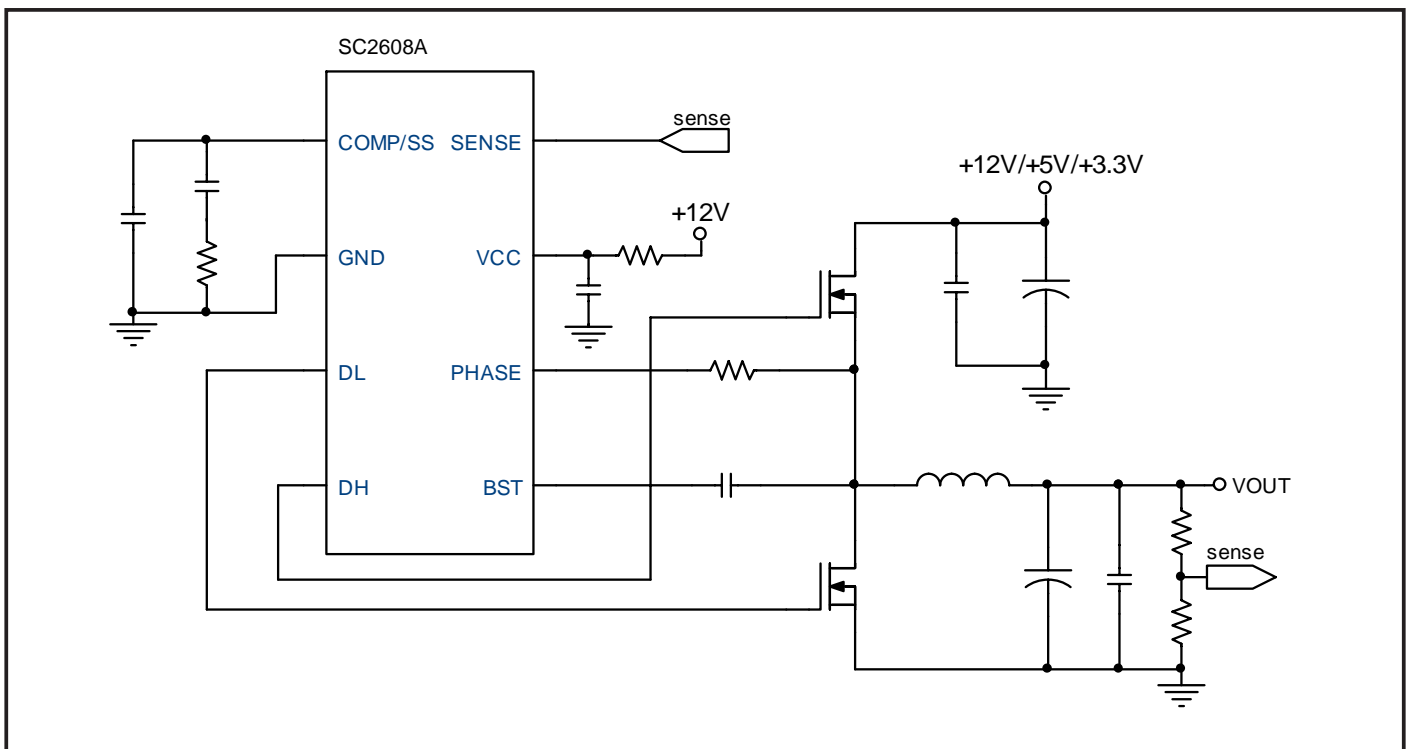 SC2608A
COMP/SS SENSE
sense
+12V/+5V/+3.3V
+12V
GND VCC
DL PHASE
DH BST
VOUT
sense